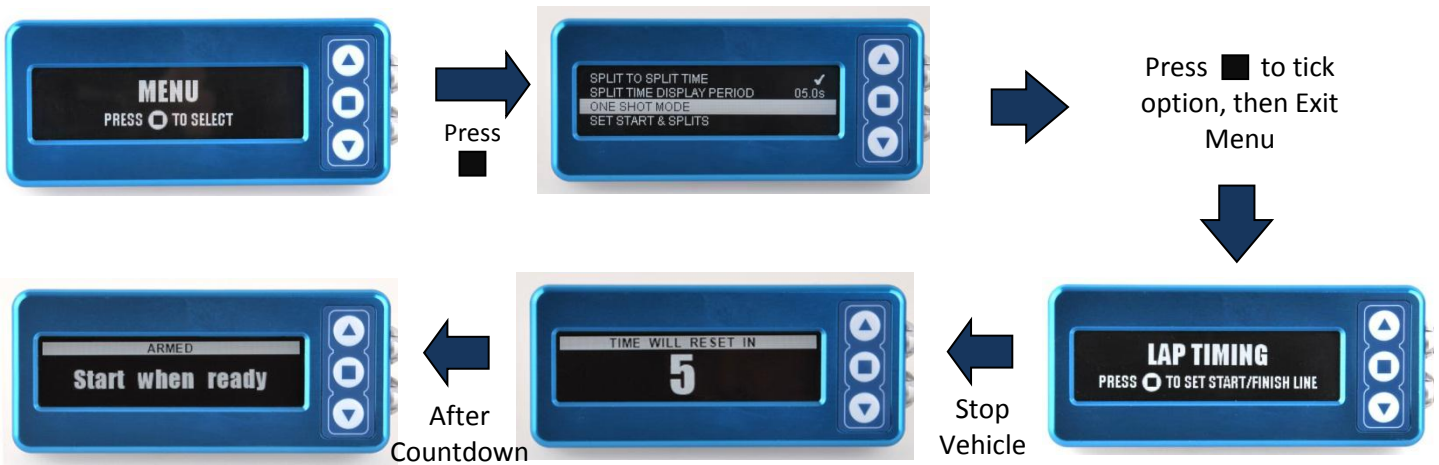 MENU
PRESS TO SELECT
Press
SPLIT TO SPLIT TIME ✓
SPLIT TIME DISPLAY PERIOD 05.0s
ONE SHOT MODE
SET START & SPLITS
Press to tick
option, then Exit
Menu
LAP TIMING
PRESS TO SET START/FINISH LINE
Stop
Vehicle
TIME WILL RESET IN
5
After
Countdown
ARMED
Start when ready